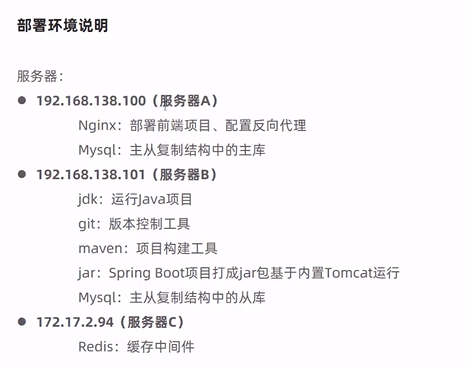 部署环境说明
服务器：
● 192.168.138.100（服务器A）
Nginx：部署前端项目、配置反向代理
Mysql：主从复制结构中的主库
● 192.168.138.101（服务器B）
jdk：运行Java项目
git：版本控制工具
maven：项目构建工具
jar：Spring Boot项目打成jar包基于内置Tomcat运行
Mysql：主从复制结构中的从库
● 172.17.2.94（服务器C）
Redis：缓存中间件